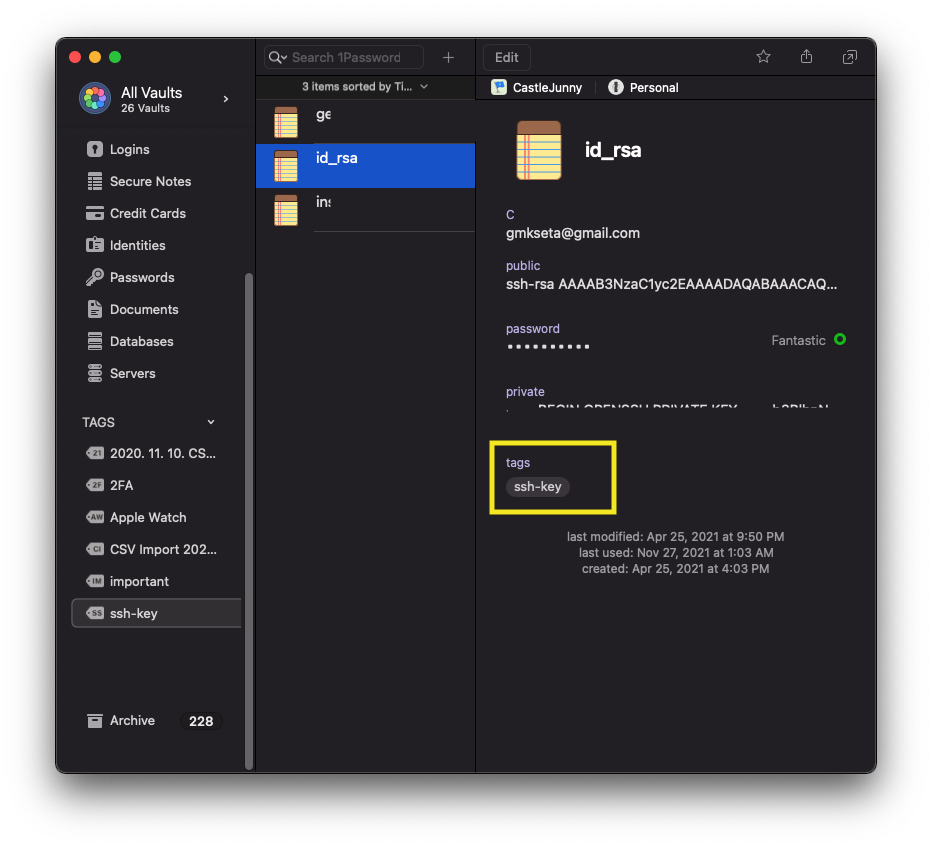 All Vaults
26 Vaults
Logins
Secure Notes
Credit Cards
Identities
Passwords
Documents
Databases
Servers
TAGS
21 2020. 11. 10. CS...
2F 2FA
AW Apple Watch
CI CSV Import 202...
IM important
SS ssh-key
Archive 228
Search 1Password
3 items sorted by Ti...
ge
id_rsa
ins
Edit
CastleJunny Personal
id_rsa
C
gmkseta@gmail.com
public
ssh-rsa AAAAB3NzaC1yc2EAAAADAQABAAACAQ...
password
•••••••••• Fantastic
private
BEGIN OPENSSH PRIVATE KEY
tags
ssh-key
last modified: Apr 25, 2021 at 9:50 PM
last used: Nov 27, 2021 at 1:03 AM
created: Apr 25, 2021 at 4:03 PM